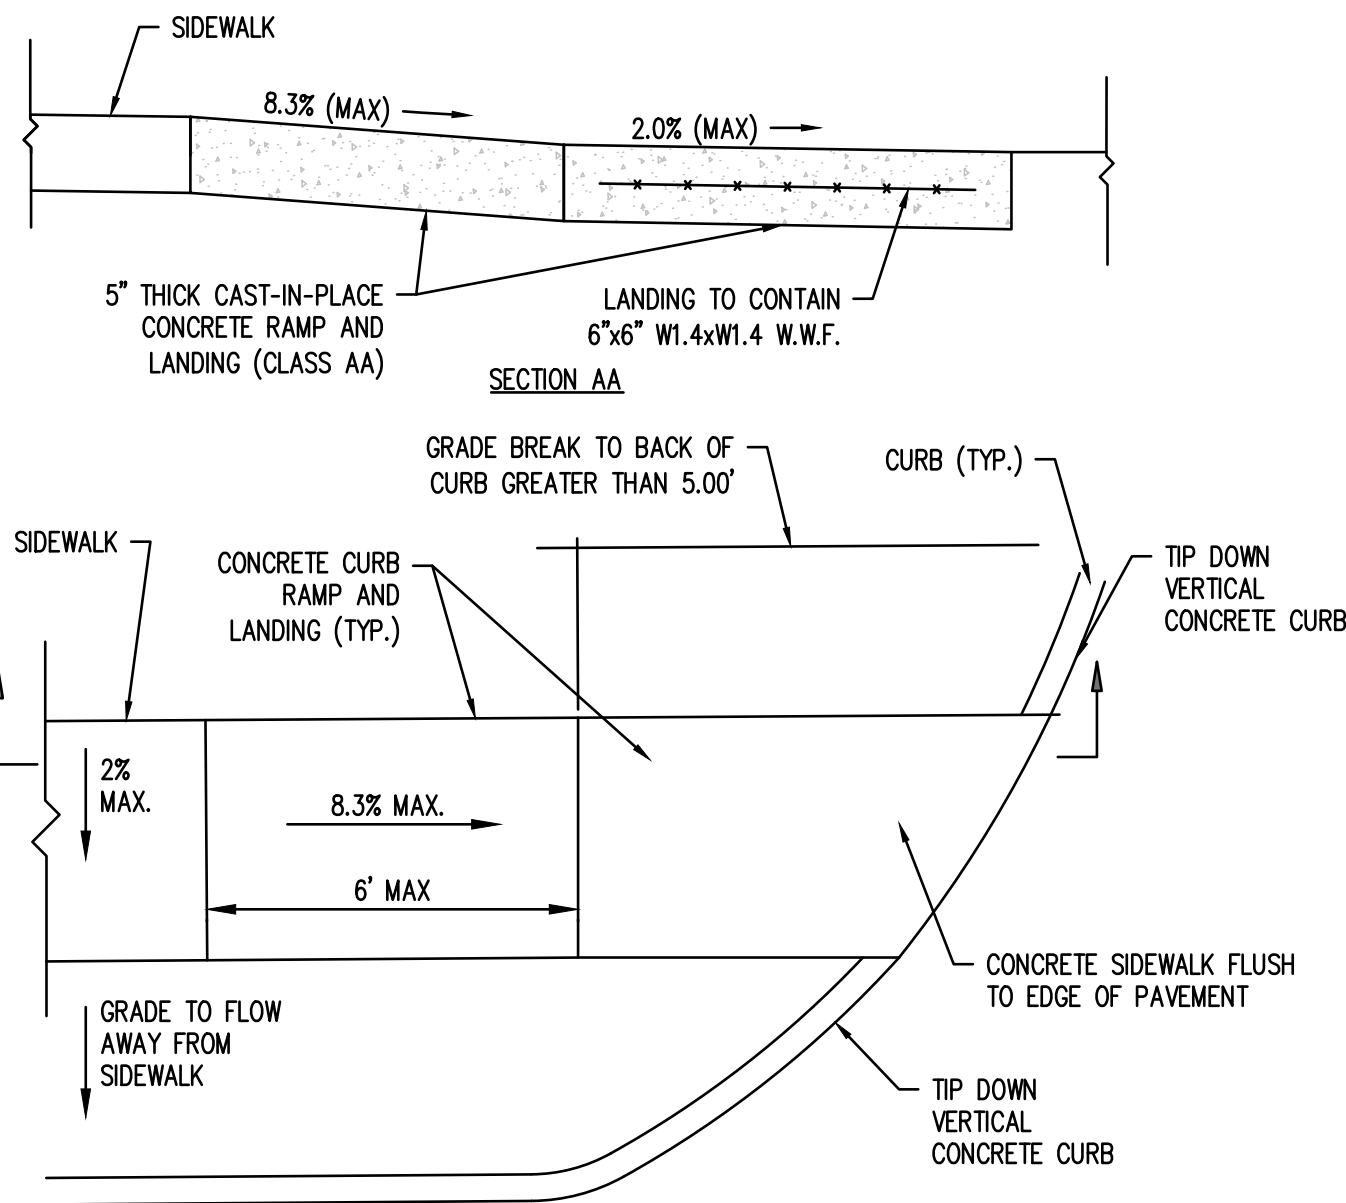 SIDEWALK
8.3% (MAX)
2.0% (MAX)
5" THICK CAST-IN-PLACE
CONCRETE RAMP AND
LANDING (CLASS AA)
LANDING TO CONTAIN
6"x6" W1.4xW1.4 W.W.F.
SECTION AA
GRADE BREAK TO BACK OF
CURB GREATER THAN 5.00'
CURB (TYP.)
SIDEWALK
CONCRETE CURB
RAMP AND
LANDING (TYP.)
TIP DOWN
VERTICAL
CONCRETE CURB
2%
MAX.
8.3% MAX.
6' MAX
CONCRETE SIDEWALK FLUSH
TO EDGE OF PAVEMENT
GRADE TO FLOW
AWAY FROM
SIDEWALK
TIP DOWN
VERTICAL
CONCRETE CURB